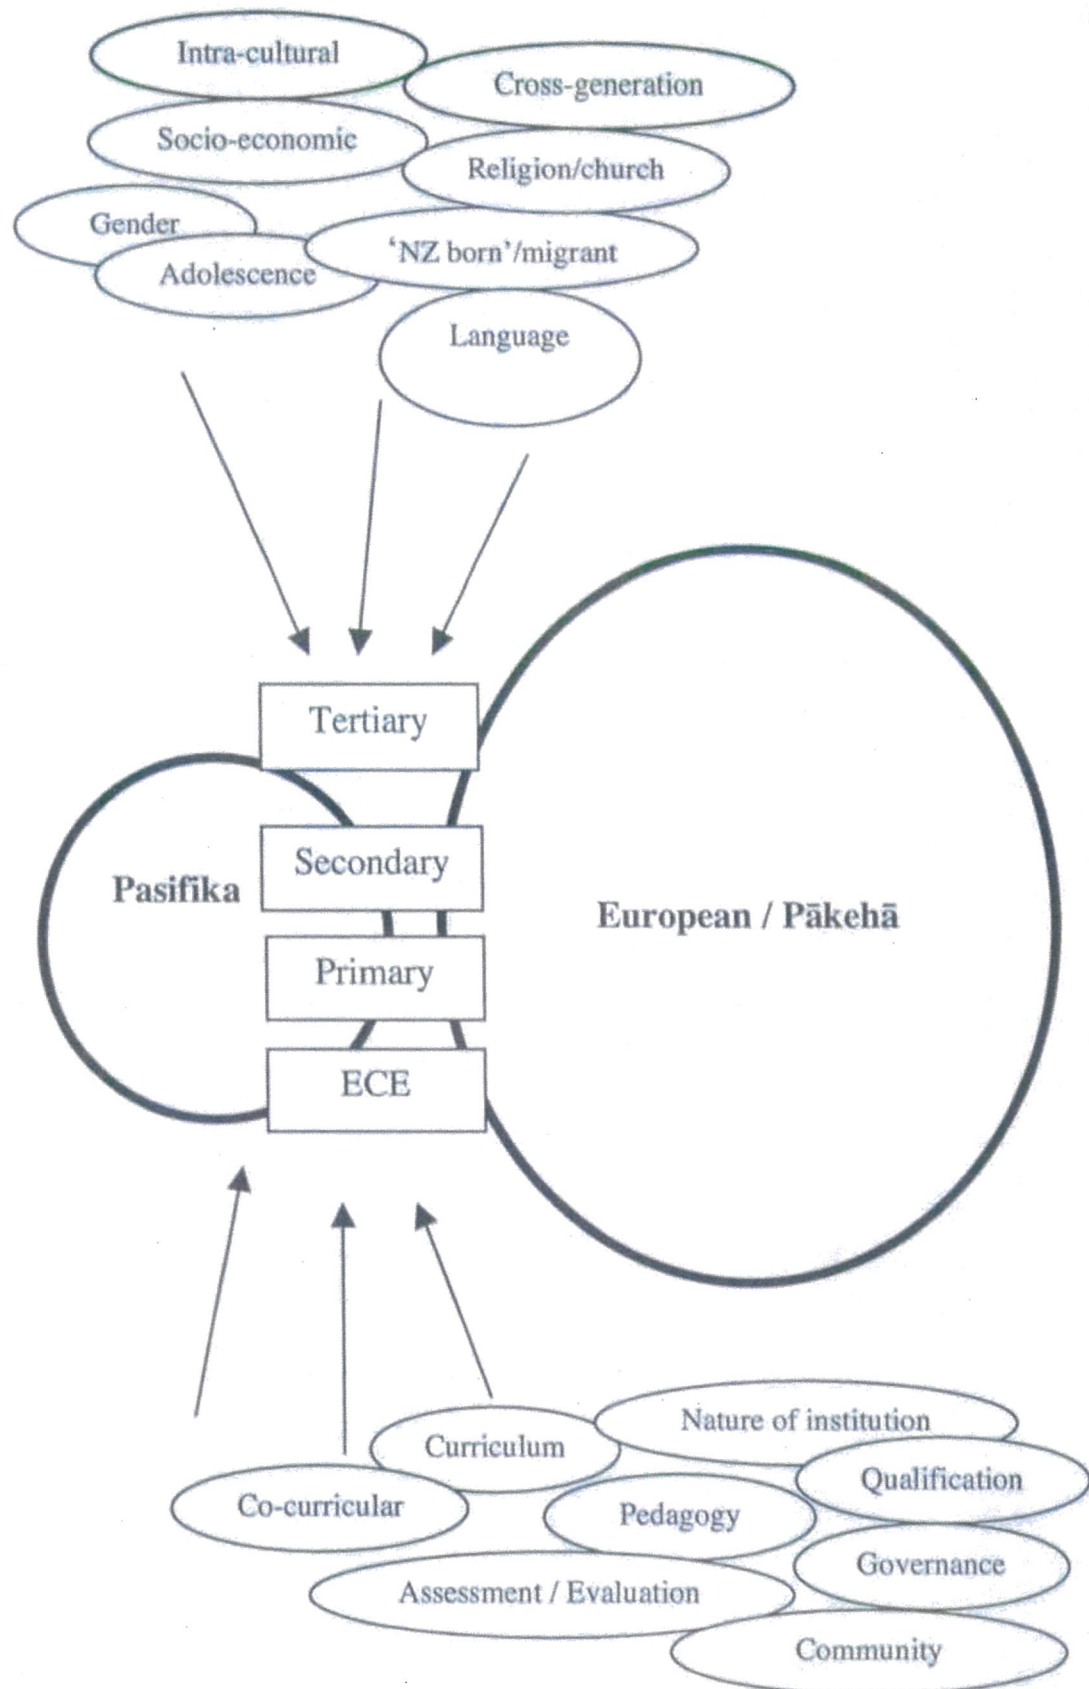 Intra-cultural
Cross-generation
Socio-economic
Religion/church
Gender
'NZ born'/migrant
Adolescence
Language
Tertiary
Secondary
Pasifika
European / Pākehā
Primary
ECE
Nature of institution
Curriculum
Qualification
Co-curricular
Pedagogy
Governance
Assessment / Evaluation
Community